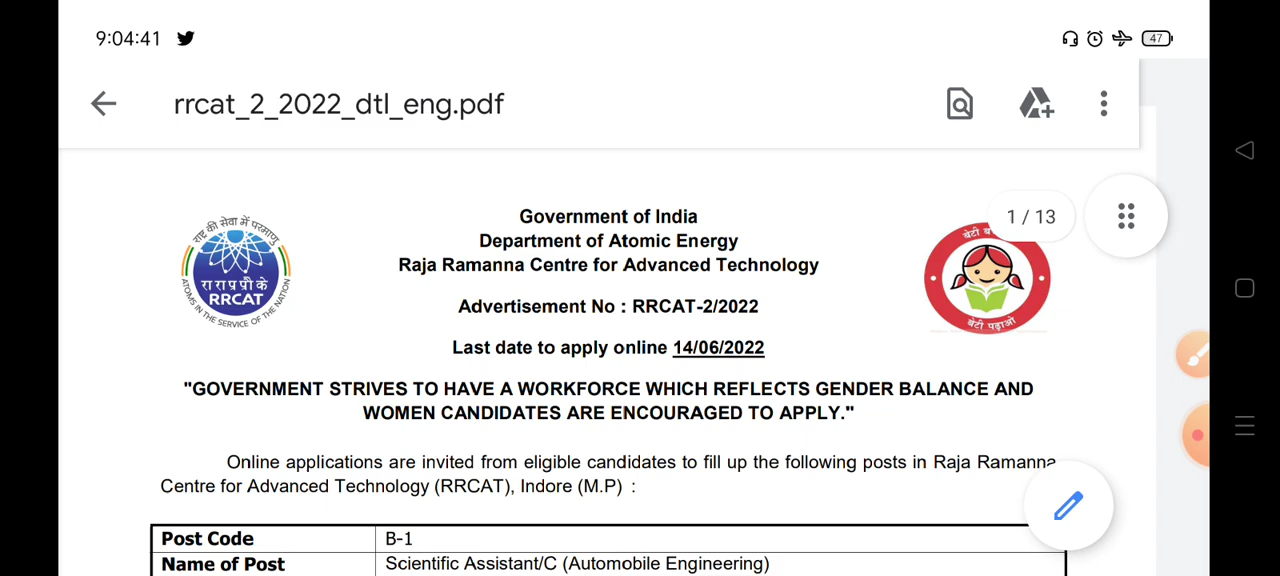 9:04:41
47
rrcat_2_2022_dtl_eng.pdf
राष्ट्र की सेवा में परमाणु
रा रा प्र प्रौ के
RRCAT
ATOMS IN THE SERVICE OF THE NATION
Government of India
Department of Atomic Energy
Raja Ramanna Centre for Advanced Technology
Advertisement No : RRCAT-2/2022
Last date to apply online 14/06/2022
1 / 13
बेटी
बेटी पढ़ाओ
"GOVERNMENT STRIVES TO HAVE A WORKFORCE WHICH REFLECTS GENDER BALANCE AND
WOMEN CANDIDATES ARE ENCOURAGED TO APPLY."
Online applications are invited from eligible candidates to fill up the following posts in Raja Ramanna
Centre for Advanced Technology (RRCAT), Indore (M.P) :
Post Code B-1
Name of Post Scientific Assistant/C (Automobile Engineering)